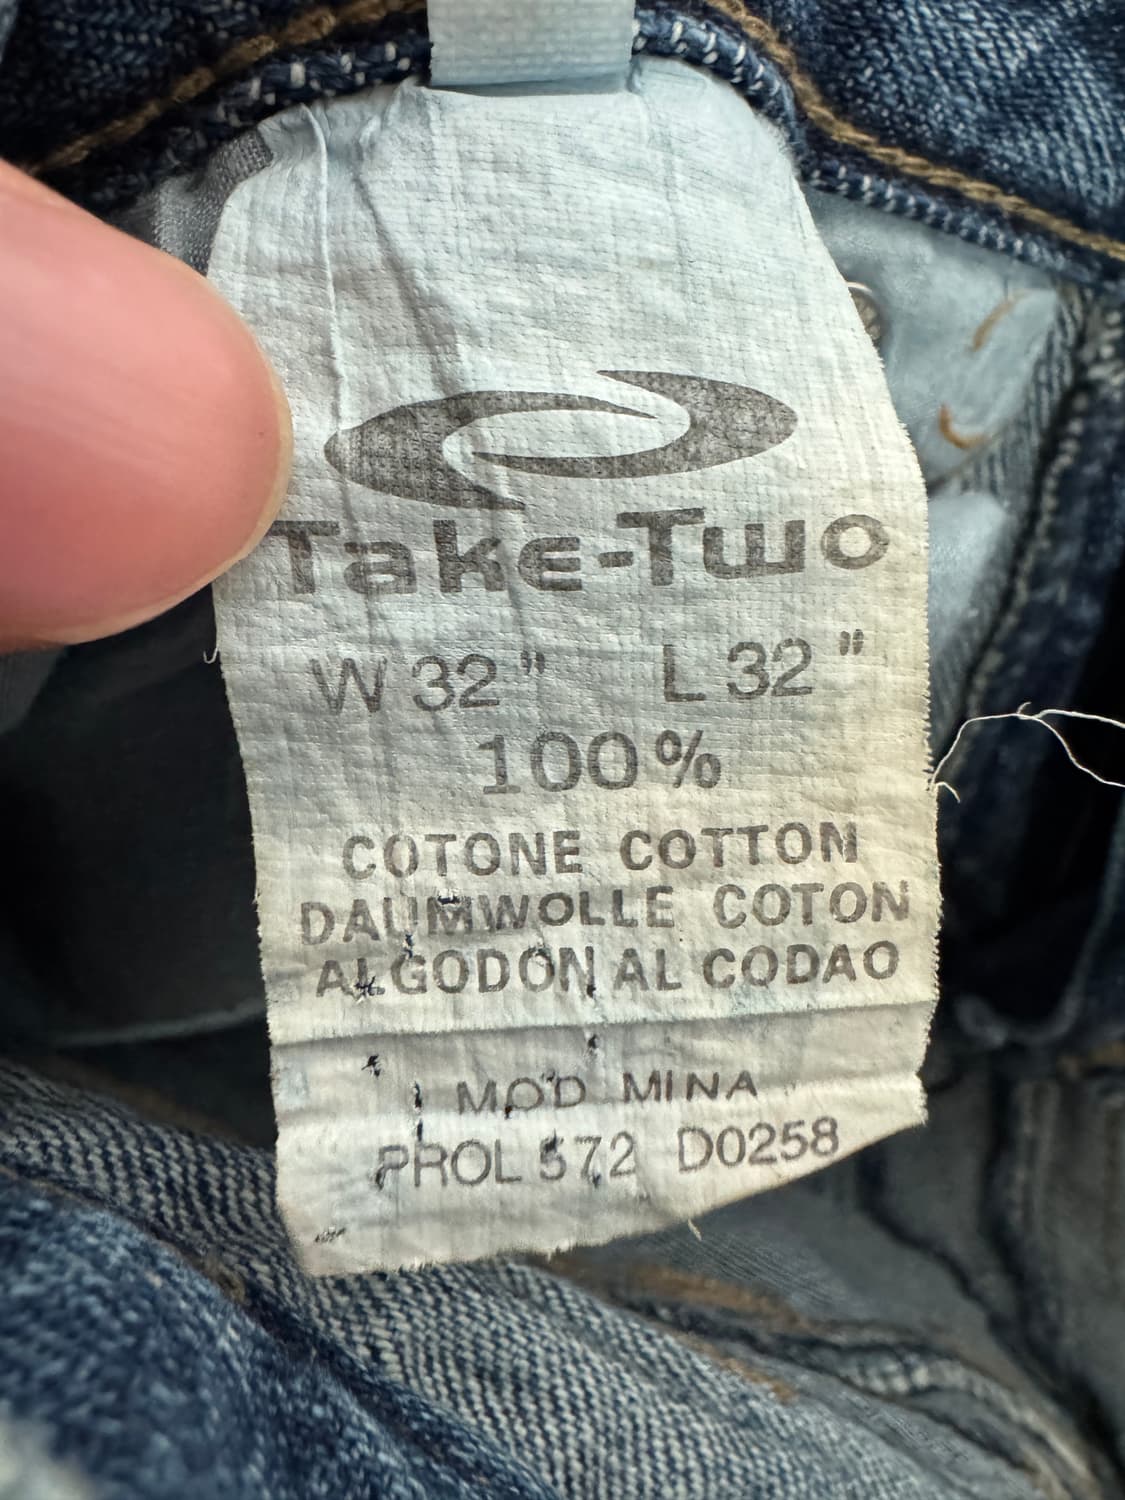 Take-Two
W 32" L 32"
100%
COTONE COTTON
DAUMWOLLE COTON
ALGODON AL CODAO
MOD MINA
PROL 572 D0258